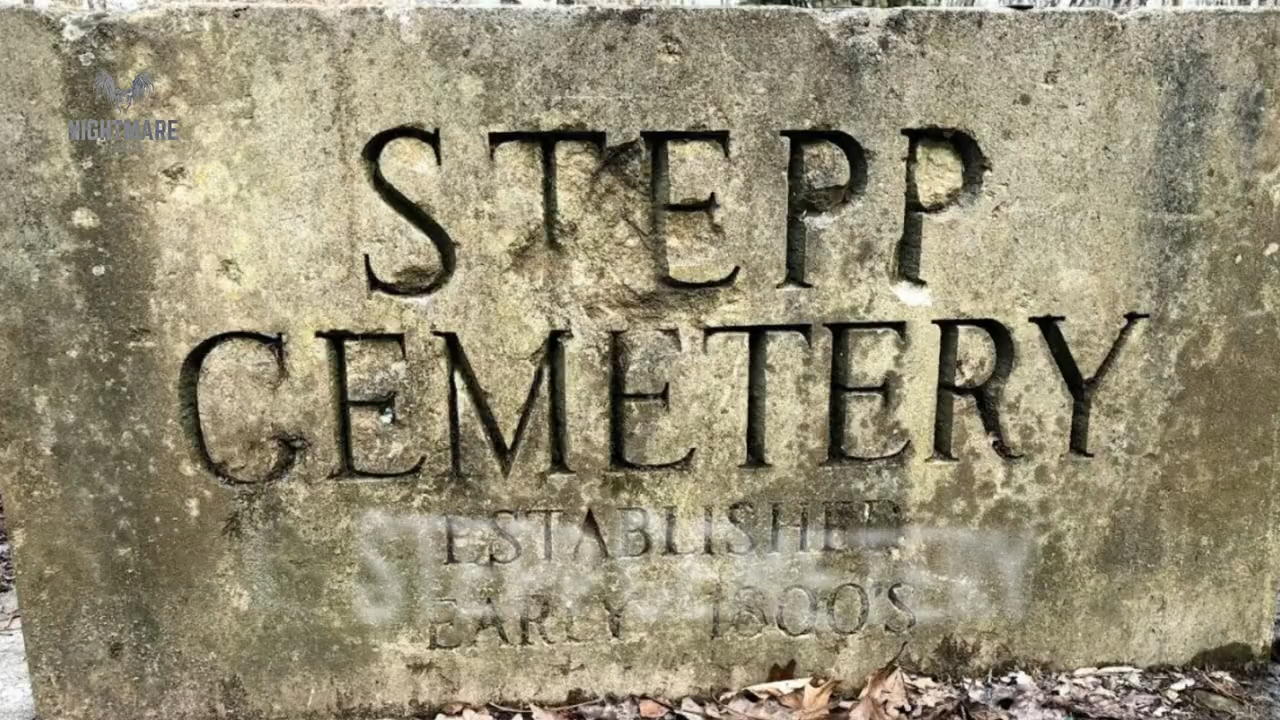 NIGHTMARE
STEPP
CEMETERY
ESTABLISHED
EARLY 1800'S